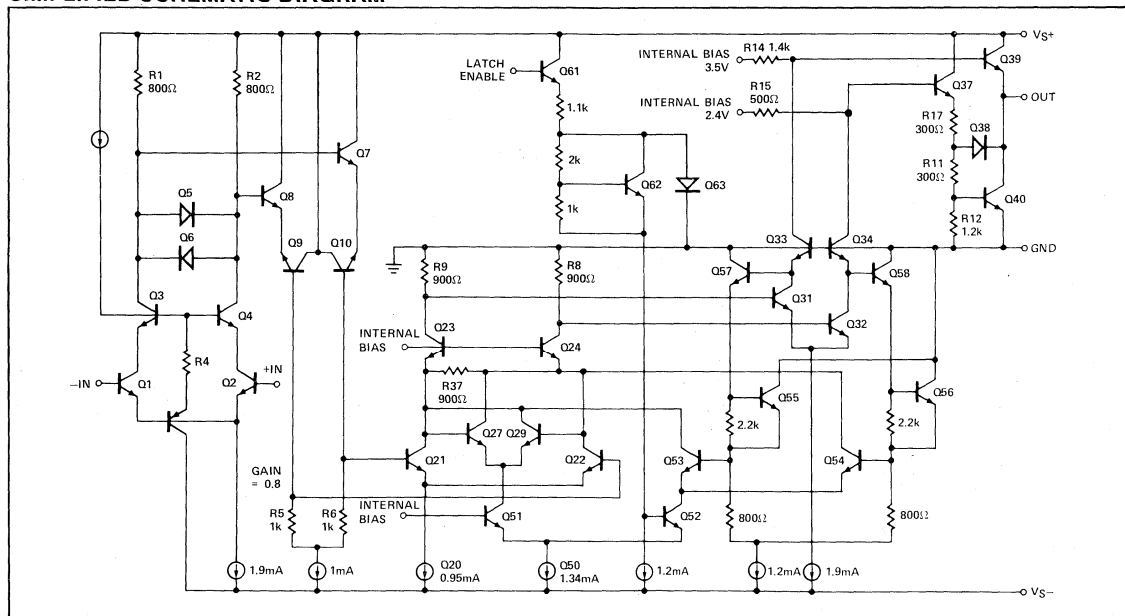 SIMPLIFIED SCHEMATIC DIAGRAM
VS+
R1
800Ω
R2
800Ω
LATCH
ENABLE
Q61
INTERNAL BIAS
3.5V
R14 1.4k
Q39
OUT
INTERNAL BIAS
2.4V
R15
500Ω
Q37
R17
300Ω
Q38
R11
300Ω
Q40
R12
1.2k
GND
1.1k
2k
1k
Q62
Q63
Q7
Q8
Q5
Q6
Q9
Q10
Q3
Q4
R4
-IN
Q1
Q2
+IN
R9
900Ω
R8
900Ω
Q57
Q33
Q34
Q58
Q31
Q32
INTERNAL
BIAS
Q23
Q24
R37
900Ω
Q27
Q29
Q21
Q22
Q53
Q55
2.2k
Q54
Q56
2.2k
GAIN
= 0.8
R5
1k
R6
1k
INTERNAL
BIAS
Q51
Q52
800Ω
800Ω
1.9mA
1mA
Q20
0.95mA
Q50
1.34mA
1.2mA
1.2mA
1.9mA
VS-